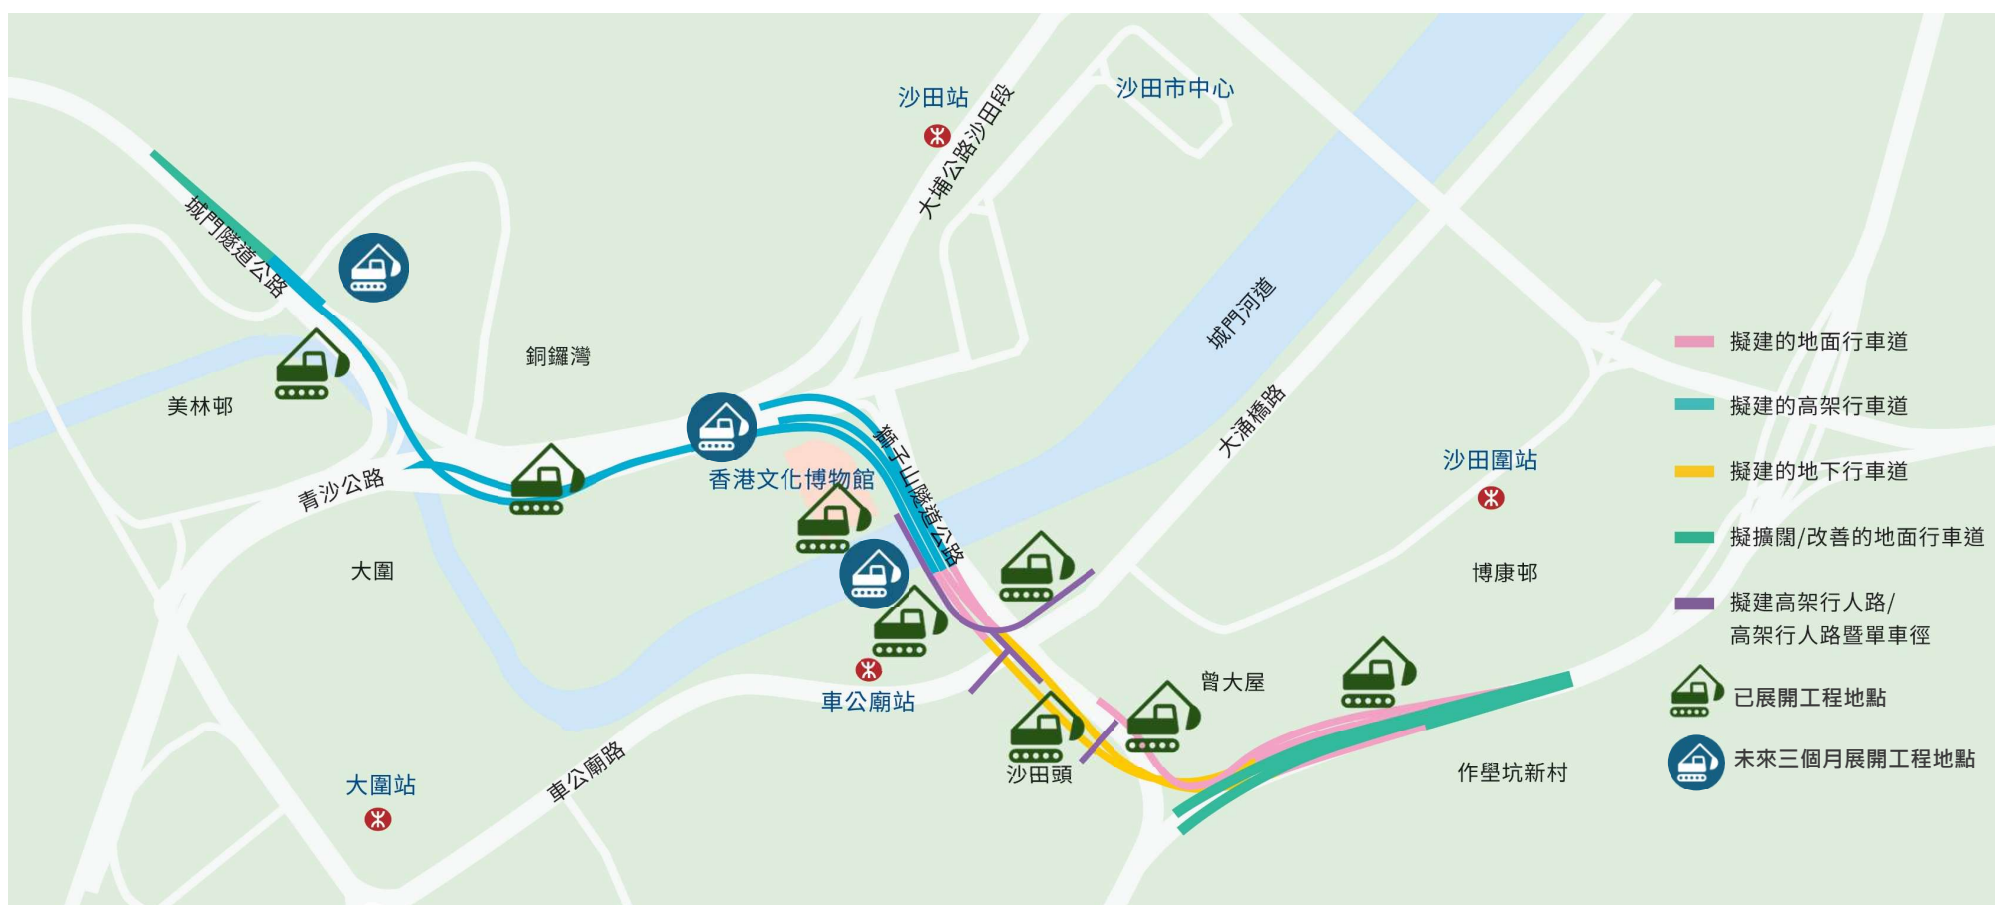 沙田站
沙田市中心
大埔公路沙田段
城門隧道公路
銅鑼灣
美林邨
城門河道
大涌橋路
獅子山隧道公路
香港文化博物館
青沙公路
大圍
沙田圍站
博康邨
車公廟站
曾大屋
沙田頭
作壆坑新村
車公廟路
大圍站
擬建的地面行車道
擬建的高架行車道
擬建的地下行車道
擬擴闊/改善的地面行車道
擬建高架行人路/
高架行人路暨單車徑
已展開工程地點
未來三個月展開工程地點